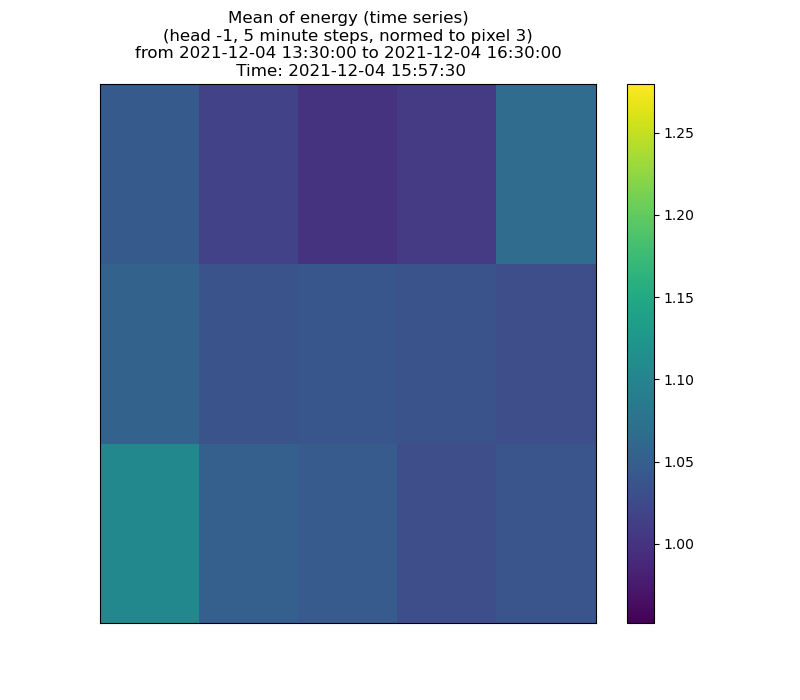 Mean of energy (time series)
(head -1, 5 minute steps, normed to pixel 3)
from 2021-12-04 13:30:00 to 2021-12-04 16:30:00
Time: 2021-12-04 15:57:30
1.25
1.20
1.15
1.10
1.05
1.00